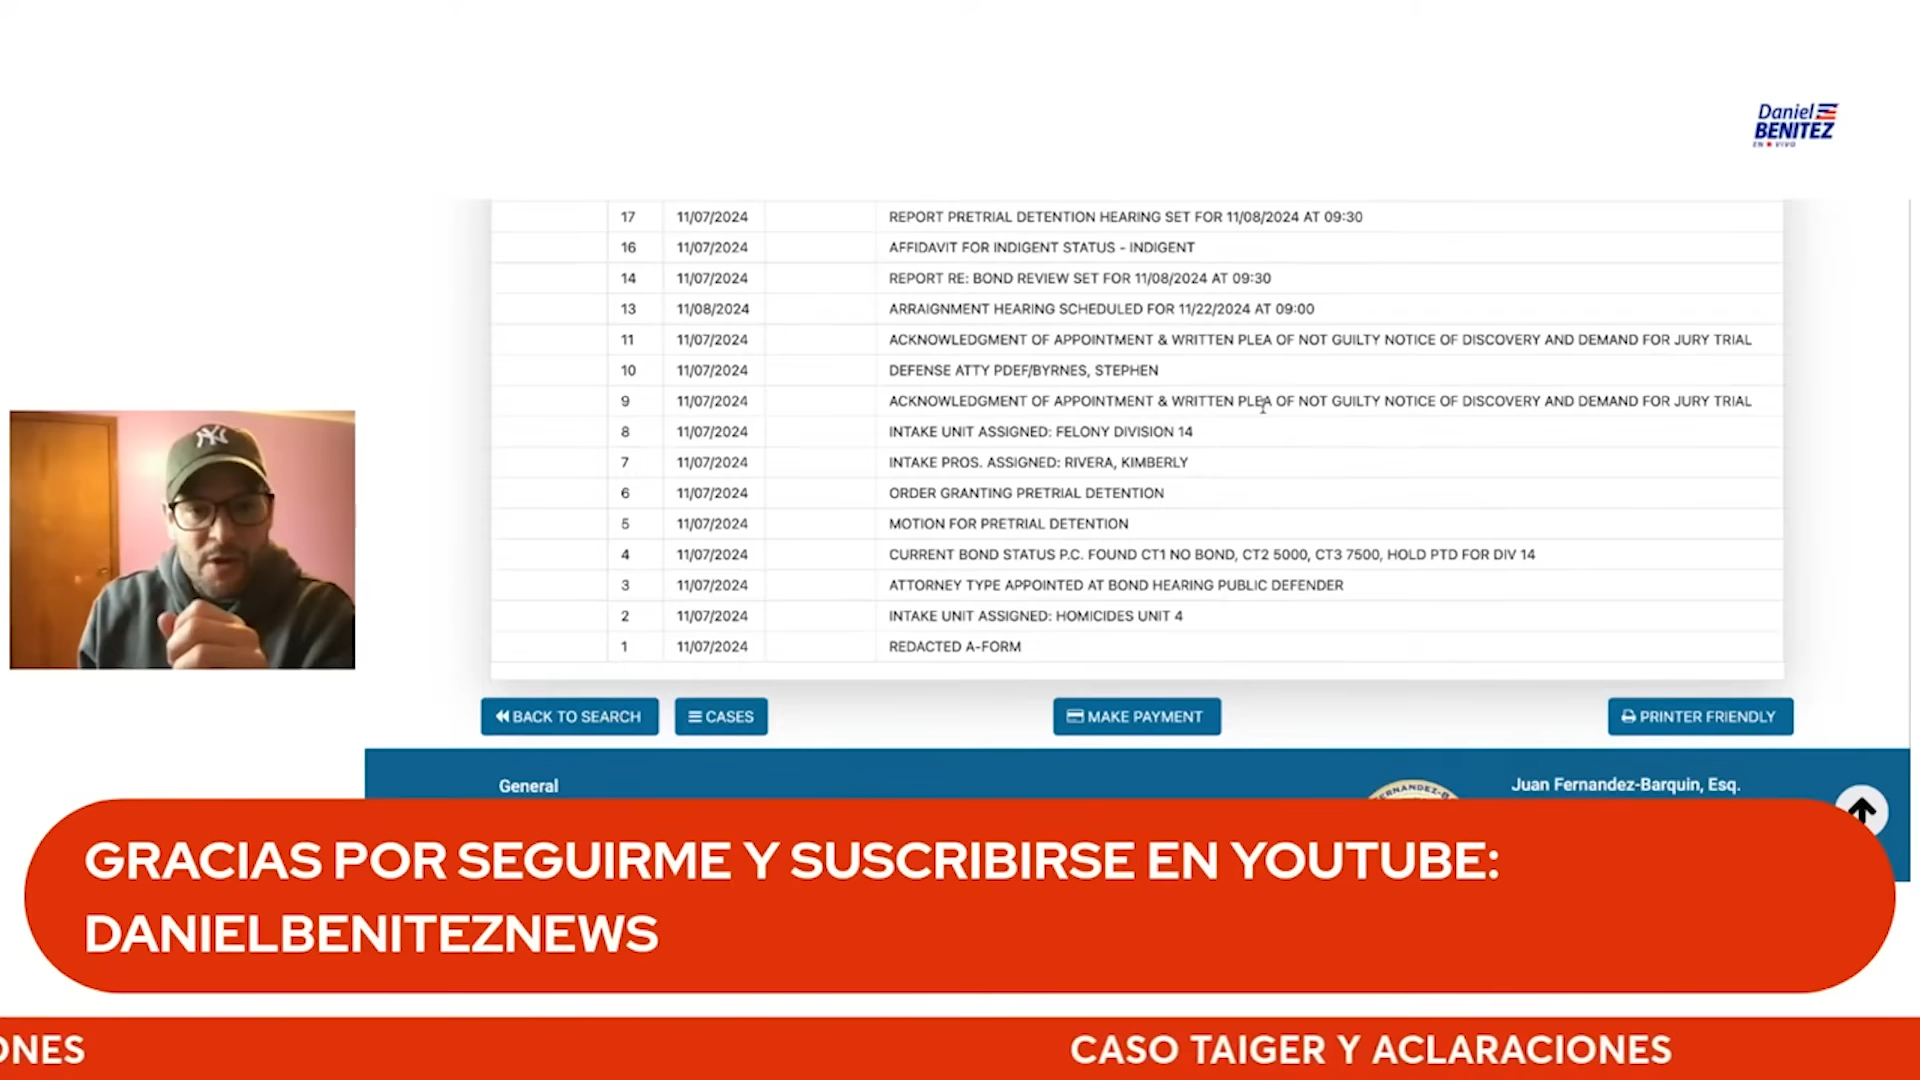 Daniel
BENITEZ
EN VIVO
17 11/07/2024 REPORT PRETRIAL DETENTION HEARING SET FOR 11/08/2024 AT 09:30
16 11/07/2024 AFFIDAVIT FOR INDIGENT STATUS - INDIGENT
14 11/07/2024 REPORT RE: BOND REVIEW SET FOR 11/08/2024 AT 09:30
13 11/08/2024 ARRAIGNMENT HEARING SCHEDULED FOR 11/22/2024 AT 09:00
11 11/07/2024 ACKNOWLEDGMENT OF APPOINTMENT & WRITTEN PLEA OF NOT GUILTY NOTICE OF DISCOVERY AND DEMAND FOR JURY TRIAL
10 11/07/2024 DEFENSE ATTY PDEF/BYRNES, STEPHEN
9 11/07/2024 ACKNOWLEDGMENT OF APPOINTMENT & WRITTEN PLEA OF NOT GUILTY NOTICE OF DISCOVERY AND DEMAND FOR JURY TRIAL
8 11/07/2024 INTAKE UNIT ASSIGNED: FELONY DIVISION 14
7 11/07/2024 INTAKE PROS. ASSIGNED: RIVERA, KIMBERLY
6 11/07/2024 ORDER GRANTING PRETRIAL DETENTION
5 11/07/2024 MOTION FOR PRETRIAL DETENTION
4 11/07/2024 CURRENT BOND STATUS P.C. FOUND CT1 NO BOND, CT2 5000, CT3 7500, HOLD PTD FOR DIV 14
3 11/07/2024 ATTORNEY TYPE APPOINTED AT BOND HEARING PUBLIC DEFENDER
2 11/07/2024 INTAKE UNIT ASSIGNED: HOMICIDES UNIT 4
1 11/07/2024 REDACTED A-FORM
BACK TO SEARCH CASES MAKE PAYMENT PRINTER FRIENDLY
General Juan Fernandez-Barquin, Esq.
GRACIAS POR SEGUIRME Y SUSCRIBIRSE EN YOUTUBE:
DANIELBENITEZNEWS
ONES CASO TAIGER Y ACLARACIONES